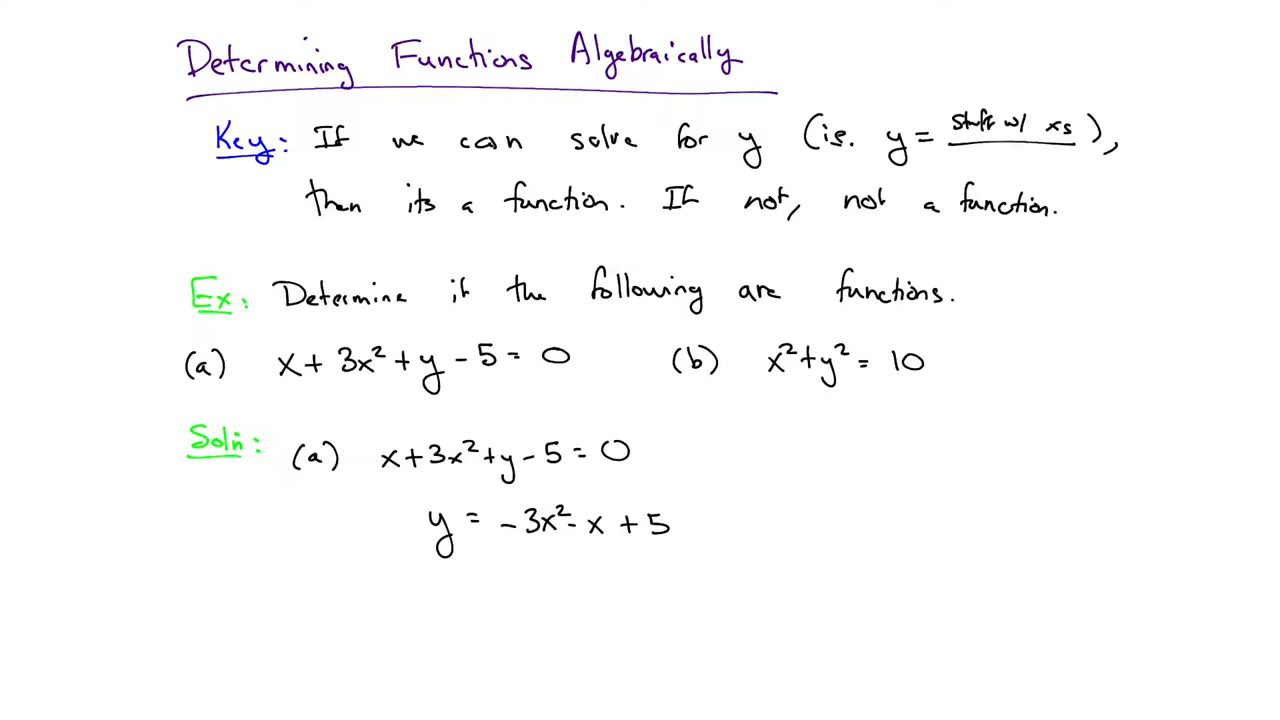 Determining Functions Algebraically
Key: If we can solve for y (ie. y = stuff w/ xs),
then its a function. If not, not a function.
Ex: Determine if the following are functions.
(a) x + 3x² + y - 5 = 0 (b) x² + y² = 10
Soln: (a) x + 3x² + y - 5 = 0
y = -3x² - x + 5